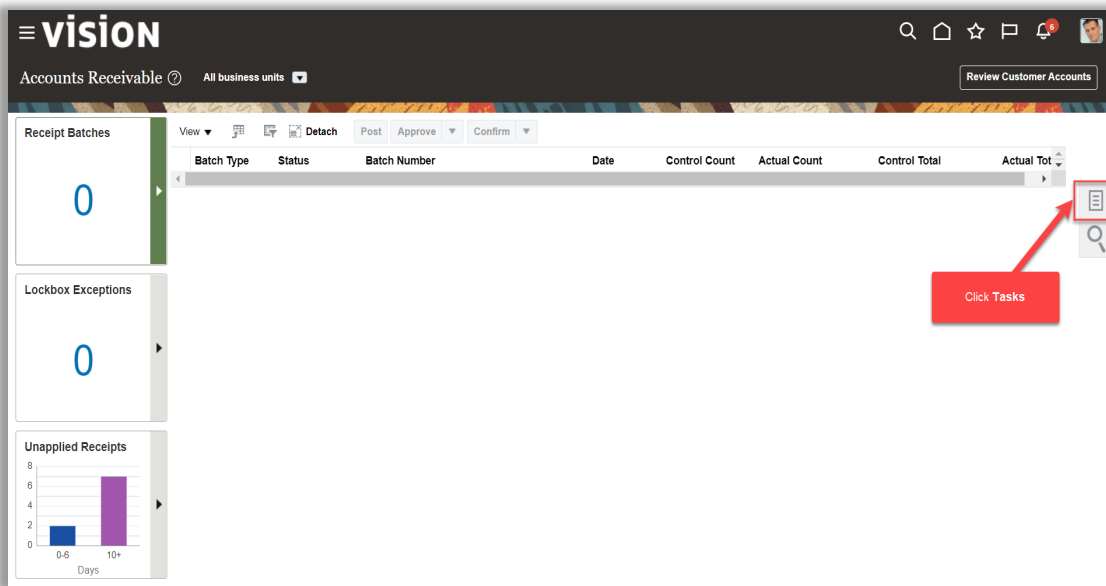 vision
6
Accounts Receivable ? All business units Review Customer Accounts
Receipt Batches
0
View Detach Post Approve Confirm
Batch Type Status Batch Number Date Control Count Actual Count Control Total Actual Tot
Click Tasks
Lockbox Exceptions
0
Unapplied Receipts
8
6
4
2
0
0-6 10+
Days